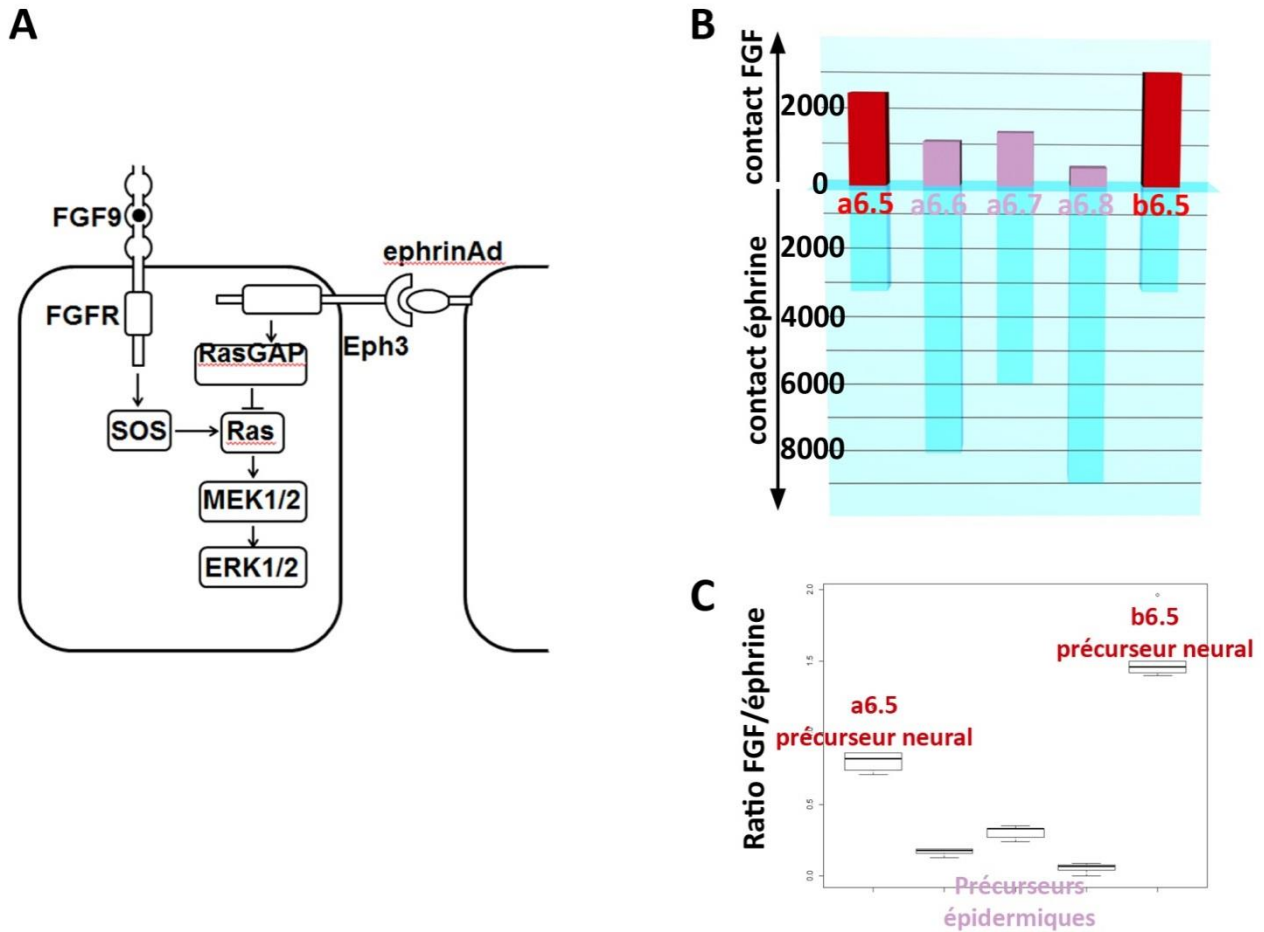 A
FGF9
FGFR
ephrinAd
Eph3
RasGAP
SOS
Ras
MEK1/2
ERK1/2
B
contact FGF
contact éphrine
2000
0
a6.5
a6.6
a6.7
a6.8
b6.5
2000
4000
6000
8000
C
Ratio FGF/éphrine
2.0
1.5
0.5
0.0
b6.5
précurseur neural
a6.5
précurseur neural
Précurseurs
épidermiques